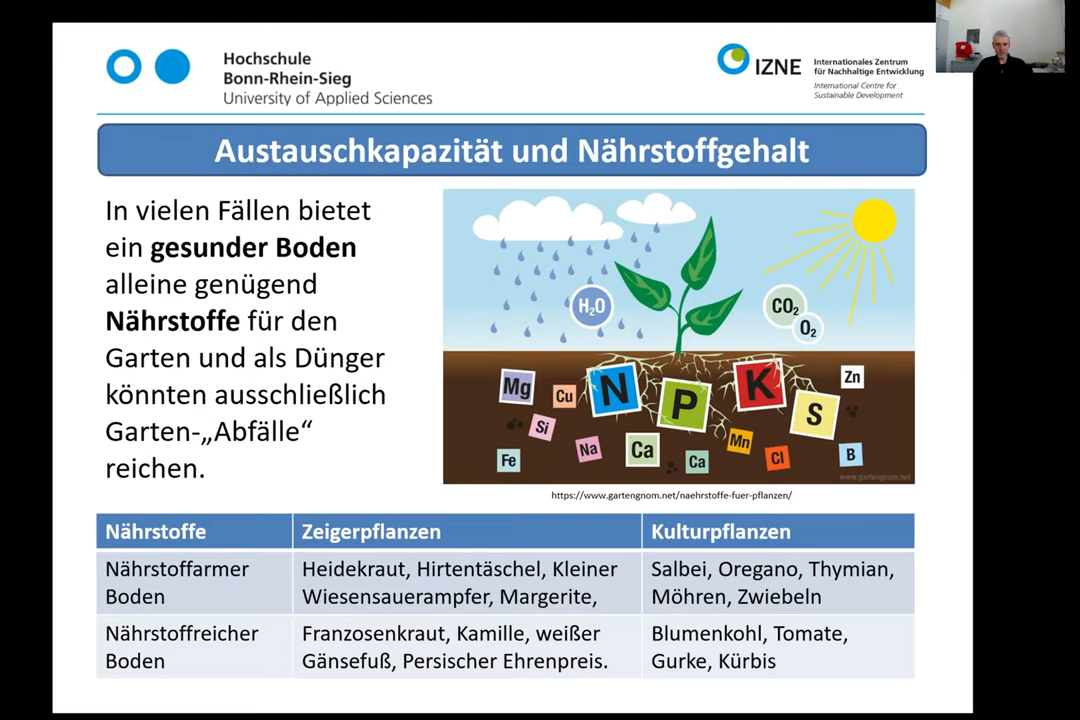 Hochschule
Bonn-Rhein-Sieg
University of Applied Sciences
IZNE
Internationales Zentrum
für Nachhaltige Entwicklung
International Centre for
Sustainable Development
Austauschkapazität und Nährstoffgehalt
In vielen Fällen bietet
ein gesunder Boden
alleine genügend
Nährstoffe für den
Garten und als Dünger
könnten ausschließlich
Garten-„Abfälle“
reichen.
H₂O
CO₂
O₂
Mg
Cu
N
P
K
S
Zn
Si
Fe
Na
Ca
Ca
Mn
Cl
B
www.gartengnom.net
https://www.gartengnom.net/naehrstoffe-fuer-pflanzen/
Nährstoffe Zeigerpflanzen Kulturpflanzen
Nährstoffarmer Heidekraut, Hirtentäschel, Kleiner Salbei, Oregano, Thymian,
Boden Wiesensauerampfer, Margerite, Möhren, Zwiebeln
Nährstoffreicher Franzosenkraut, Kamille, weißer Blumenkohl, Tomate,
Boden Gänsefuß, Persischer Ehrenpreis. Gurke, Kürbis